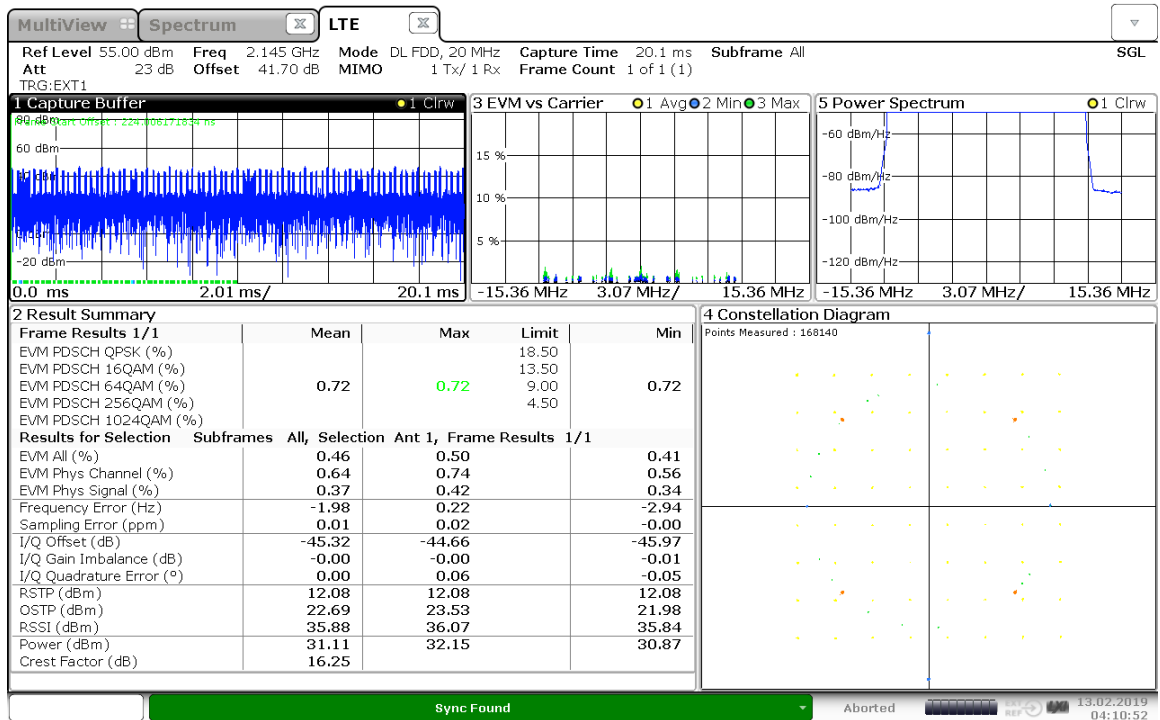 MultiView Spectrum LTE
Ref Level 55.00 dBm Freq 2.145 GHz Mode DL FDD, 20 MHz Capture Time 20.1 ms Subframe All SGL
Att 23 dB Offset 41.70 dB MIMO 1 Tx/ 1 Rx Frame Count 1 of 1 (1)
TRG:EXT1
1 Capture Buffer 1 Clrw
80 dBm
Frame Start Offset : 224.006171834 ns
60 dBm
-20 dBm
0.0 ms 2.01 ms/ 20.1 ms
3 EVM vs Carrier 1 Avg 2 Min 3 Max
15 %
10 %
5 %
-15.36 MHz 3.07 MHz/ 15.36 MHz
5 Power Spectrum 1 Clrw
-60 dBm/Hz
-80 dBm/Hz
-100 dBm/Hz
-120 dBm/Hz
-15.36 MHz 3.07 MHz/ 15.36 MHz
2 Result Summary
Frame Results 1/1 Mean Max Limit Min
EVM PDSCH QPSK (%) 18.50
EVM PDSCH 16QAM (%) 13.50
EVM PDSCH 64QAM (%) 0.72 0.72 9.00 0.72
EVM PDSCH 256QAM (%) 4.50
EVM PDSCH 1024QAM (%)
Results for Selection Subframes All, Selection Ant 1, Frame Results 1/1
EVM All (%) 0.46 0.50 0.41
EVM Phys Channel (%) 0.64 0.74 0.56
EVM Phys Signal (%) 0.37 0.42 0.34
Frequency Error (Hz) -1.98 0.22 -2.94
Sampling Error (ppm) 0.01 0.02 -0.00
I/Q Offset (dB) -45.32 -44.66 -45.97
I/Q Gain Imbalance (dB) -0.00 -0.00 -0.01
I/Q Quadrature Error (º) 0.00 0.06 -0.05
RSTP (dBm) 12.08 12.08 12.08
OSTP (dBm) 22.69 23.53 21.98
RSSI (dBm) 35.88 36.07 35.84
Power (dBm) 31.11 32.15 30.87
Crest Factor (dB) 16.25
4 Constellation Diagram
Points Measured : 168140
Sync Found Aborted 13.02.2019
04:10:52